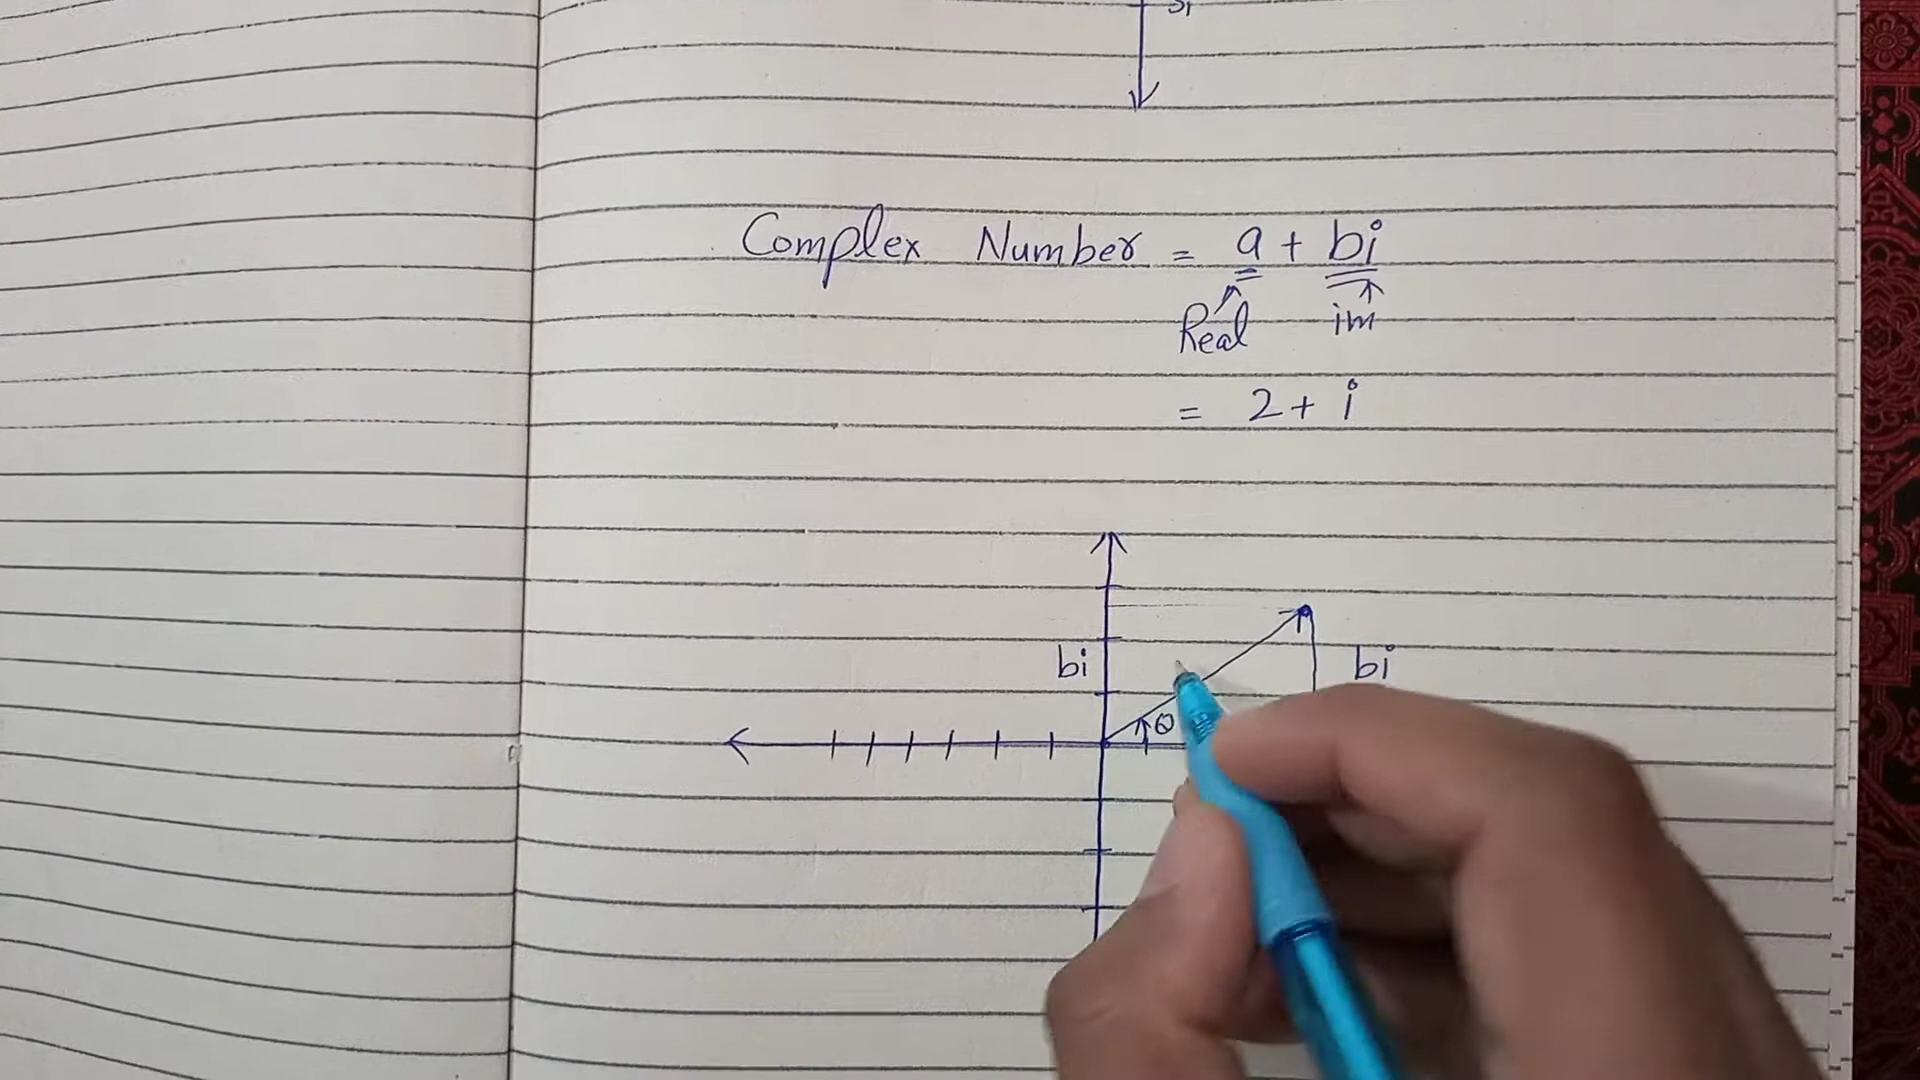 Complex Number = a + bi
Real im
= 2 + i
bi bi
θ